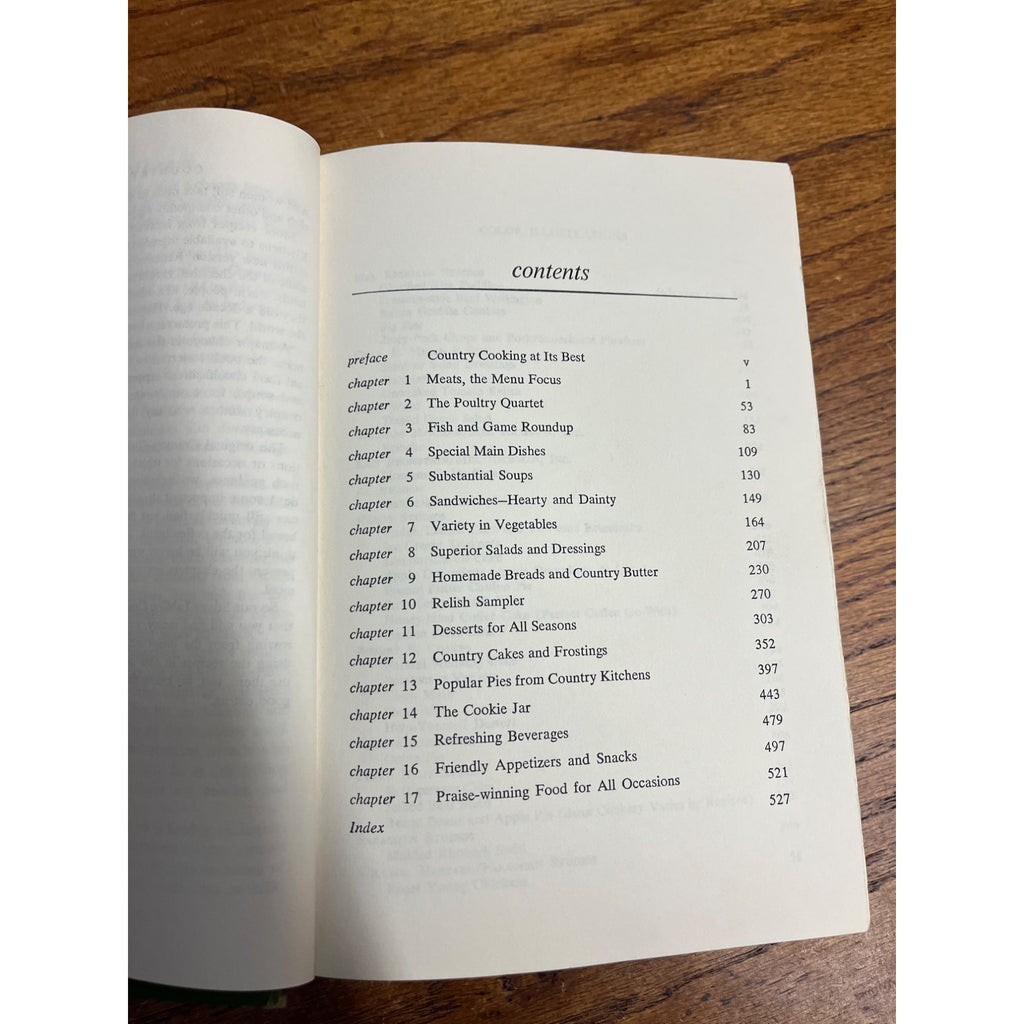 contents
preface Country Cooking at Its Best v
chapter 1 Meats, the Menu Focus 1
chapter 2 The Poultry Quartet 53
chapter 3 Fish and Game Roundup 83
chapter 4 Special Main Dishes 109
chapter 5 Substantial Soups 130
chapter 6 Sandwiches—Hearty and Dainty 149
chapter 7 Variety in Vegetables 164
chapter 8 Superior Salads and Dressings 207
chapter 9 Homemade Breads and Country Butter 230
chapter 10 Relish Sampler 270
chapter 11 Desserts for All Seasons 303
chapter 12 Country Cakes and Frostings 352
chapter 13 Popular Pies from Country Kitchens 397
chapter 14 The Cookie Jar 443
chapter 15 Refreshing Beverages 479
chapter 16 Friendly Appetizers and Snacks 497
chapter 17 Praise-winning Food for All Occasions 521
Index 527